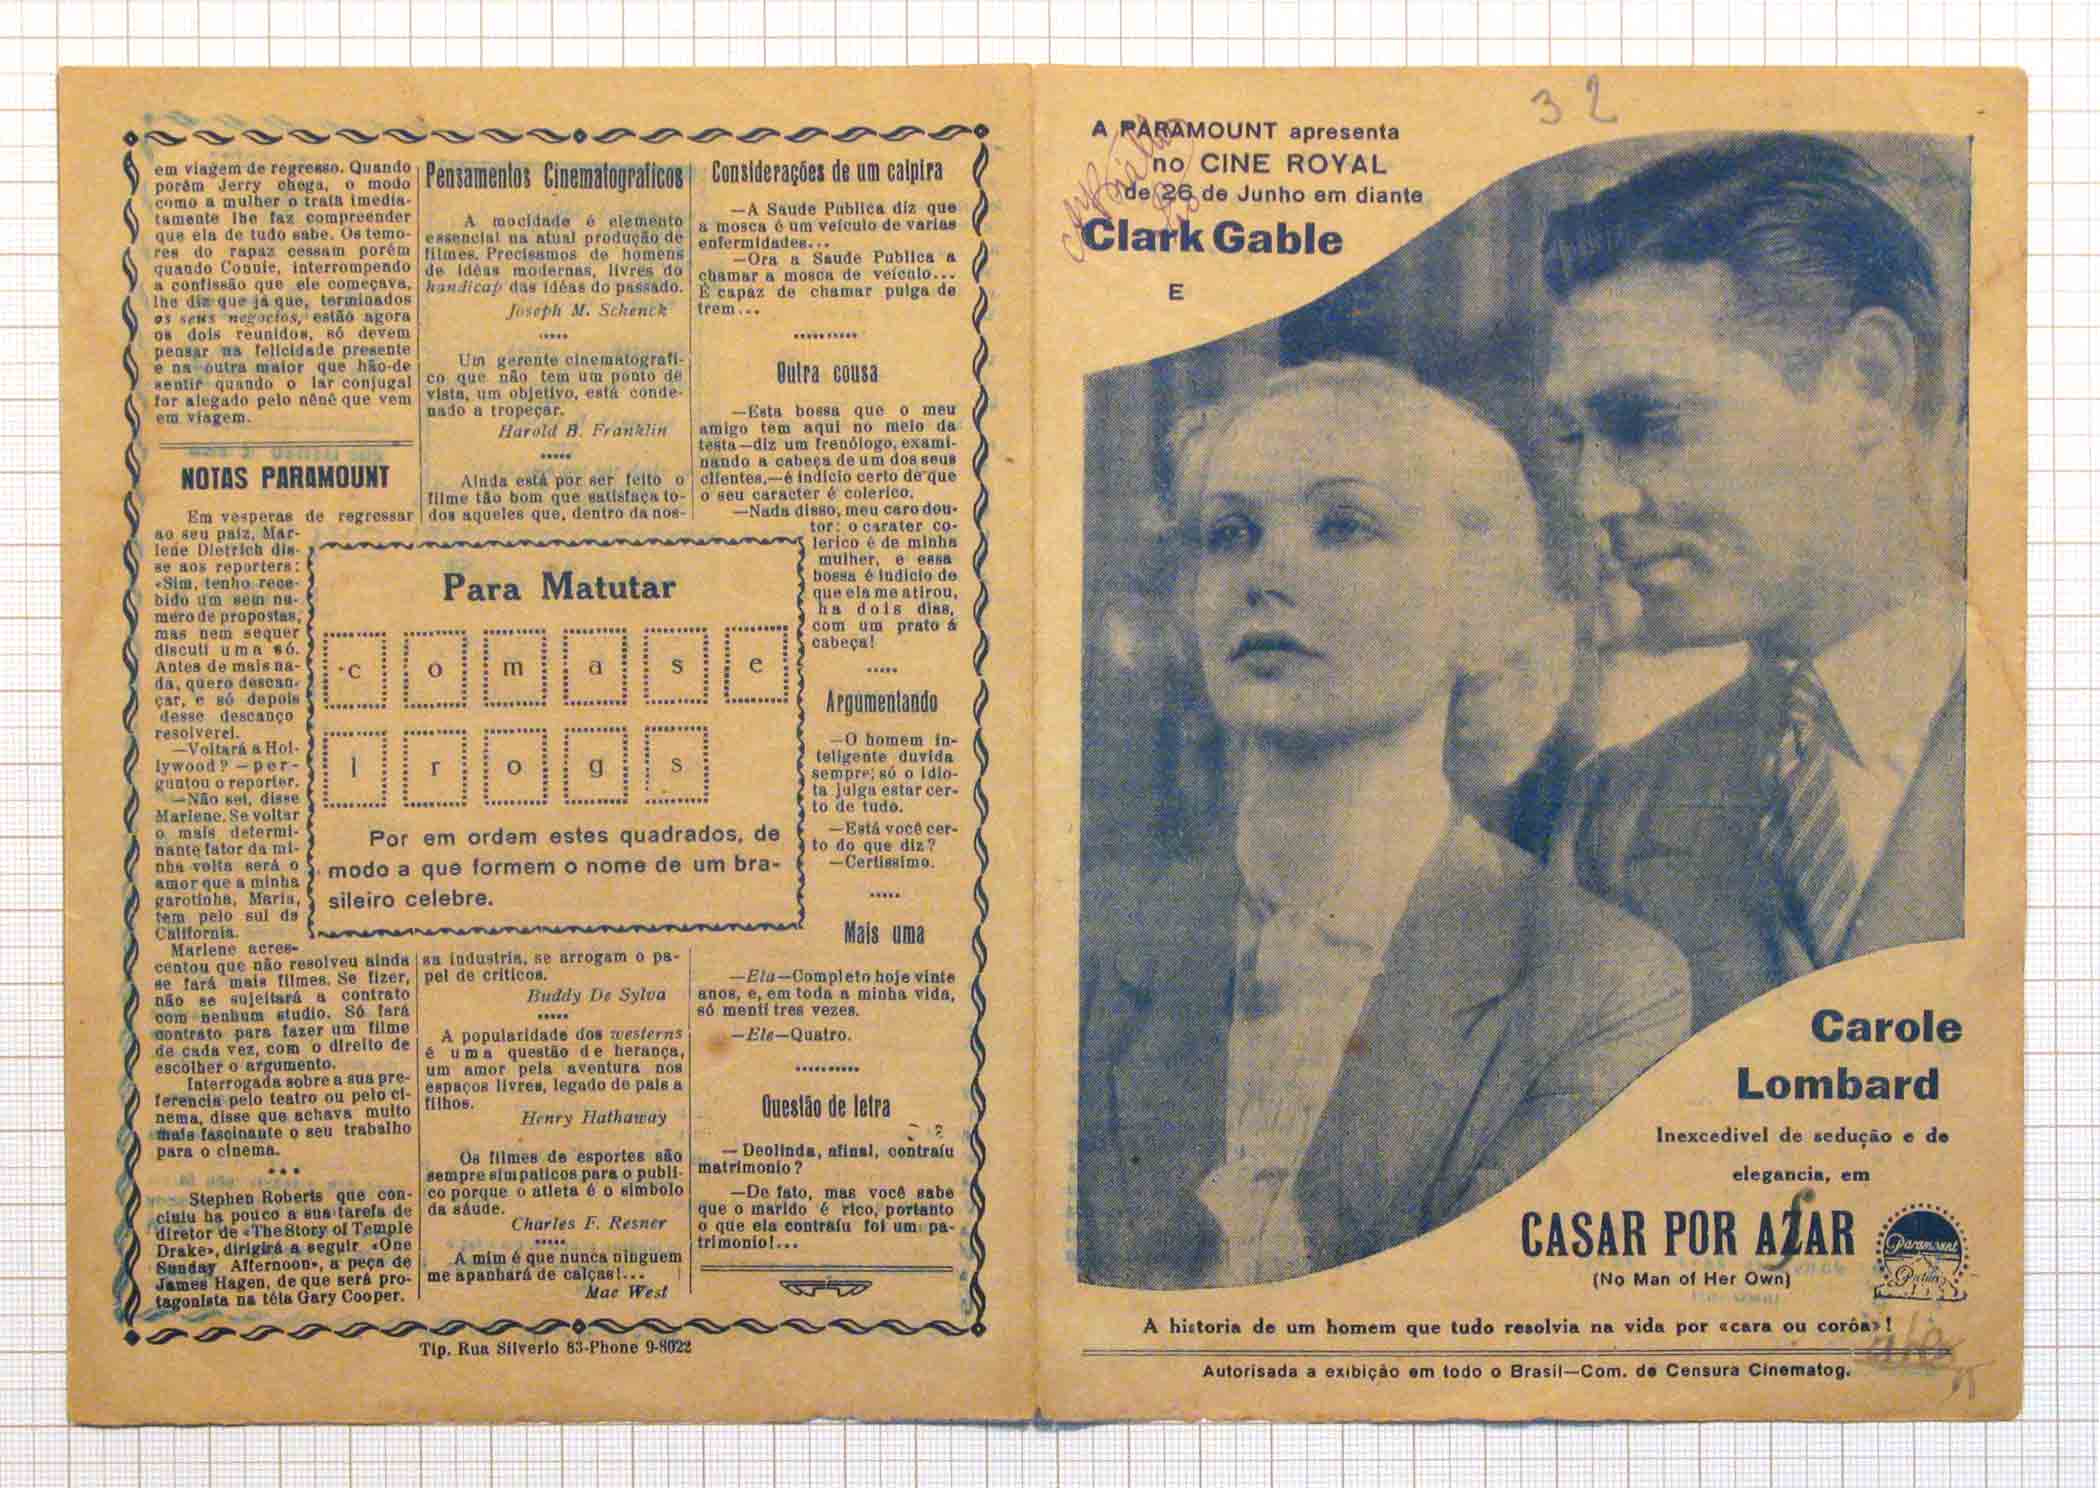 em viagem de regresso. Quando
porém Jerry chega, o modo
como a mulher o trata imedia-
tamente lhe faz compreender
que ela de tudo sabe. Os temo-
res do rapaz cessam porém
quando Connie, interrompendo
a confissão que ele começava,
lhe diz que já que, terminados
os seus negocios, estão agora
os dois reunidos, só devem
pensar na felicidade presente
e na outra maior que hão-de
sentir quando o lar conjugal
for alegado pelo nênê que vem
em viagem.
NOTAS PARAMOUNT
Em vesperas de regressar
ao seu paiz, Mar-
lene Dietrich dis-
se aos reporters:
«Sim, tenho rece-
bido um sem nu-
mero de propostas,
mas nem sequer
discuti uma só.
Antes de mais na-
da, quero descan-
çar, e só depois
desse descanço
resolverei.
—Voltará a Hol-
lywood? —per-
guntou o reporter.
—Não sei, disse
Marlene. Se voltar
o mais determi-
nante fator da mi-
nha volta será o
amor que a minha
garotinha, Maria,
tem pelo sul da
California.
Marlene acres-
centou que não resolveu ainda
se fará mais filmes. Se fizer,
não se sujeitará a contrato
com nenhum studio. Só fará
contrato para fazer um filme
de cada vez, com o direito de
escolher o argumento.
Interrogada sobre a sua pre-
ferencia pelo teatro ou pelo ci-
nema, disse que achava muito
mais fascinante o seu trabalho
para o cinema.
Stephen Roberts que con-
cluiu ha pouco a sua tarefa de
diretor de «The Story of Temple
Drake», dirigirá a seguir «One
Sunday Afternoon», a peça de
James Hagen, de que será pro-
tagonista na téla Gary Cooper.
Pensamentos Cinematograficos
A mocidade é elemento
essencial na atual produção de
filmes. Precisamos de homens
de idéas modernas, livres do
handicap das idéas do passado.
Joseph M. Schenck
Um gerente cinematografi-
co que não tem um ponto de
vista, um objetivo, está conde-
nado a tropeçar.
Harold B. Franklin
Ainda está por ser feito o
filme tão bom que satisfaça to-
dos aqueles que, dentro da nos-
Para Matutar
c o m a s e
l r o g s
Por em ordem estes quadrados, de
modo a que formem o nome de um bra-
sileiro celebre.
sa industria, se arrogam o pa-
pel de criticos.
Buddy De Sylva
A popularidade dos westerns
é uma questão de herança,
um amor pela aventura nos
espaços livres, legado de pais a
filhos.
Henry Hathaway
Os filmes de esportes são
sempre simpaticos para o publi-
co porque o atleta é o simbolo
da sáude.
Charles F. Resner
A mim é que nunca ninguem
me apanhará de calças!...
Mae West
Considerações de um caipira
—A Saude Publica diz que
a mosca é um veículo de varias
enfermidades...
—Ora a Saude Publica a
chamar a mosca de veículo...
É capaz de chamar pulga de
trem...
Outra cousa
—Esta bossa que o meu
amigo tem aqui no meio da
testa—diz um frenólogo, exami-
nando a cabeça de um dos seus
clientes,—é indicio certo de que
o seu caracter é colerico.
—Nada disso, meu caro dou-
tor: o carater co-
lerico é de minha
mulher, e essa
bossa é indicio de
que ela me atirou,
ha dois dias,
com um prato á
cabeça!
Argumentando
—O homem in-
teligente duvida
sempre; só o idio-
ta julga estar cer-
to de tudo.
—Está você cer-
to do que diz?
—Certissimo.
Mais uma
—Ela—Completo hoje vinte
anos, e, em toda a minha vida,
só menti tres vezes.
—Ele—Quatro.
Questão de letra
— Deolinda, afinal, contraíu
matrimonio?
—De fato, mas você sabe
que o marido é rico, portanto
o que ela contraíu foi um pa-
trimonio!...
Tip. Rua Silverio 83-Phone 9-8022
32
A PARAMOUNT apresenta
no CINE ROYAL
de 26 de Junho em diante
Clark Gable
E
Carole
Lombard
Inexcedivel de sedução e de
elegancia, em
CASAR POR AZAR
(No Man of Her Own)
Paramount
A historia de um homem que tudo resolvia na vida por «cara ou corôa»!
Autorisada a exibição em todo o Brasil—Com. de Censura Cinematog.